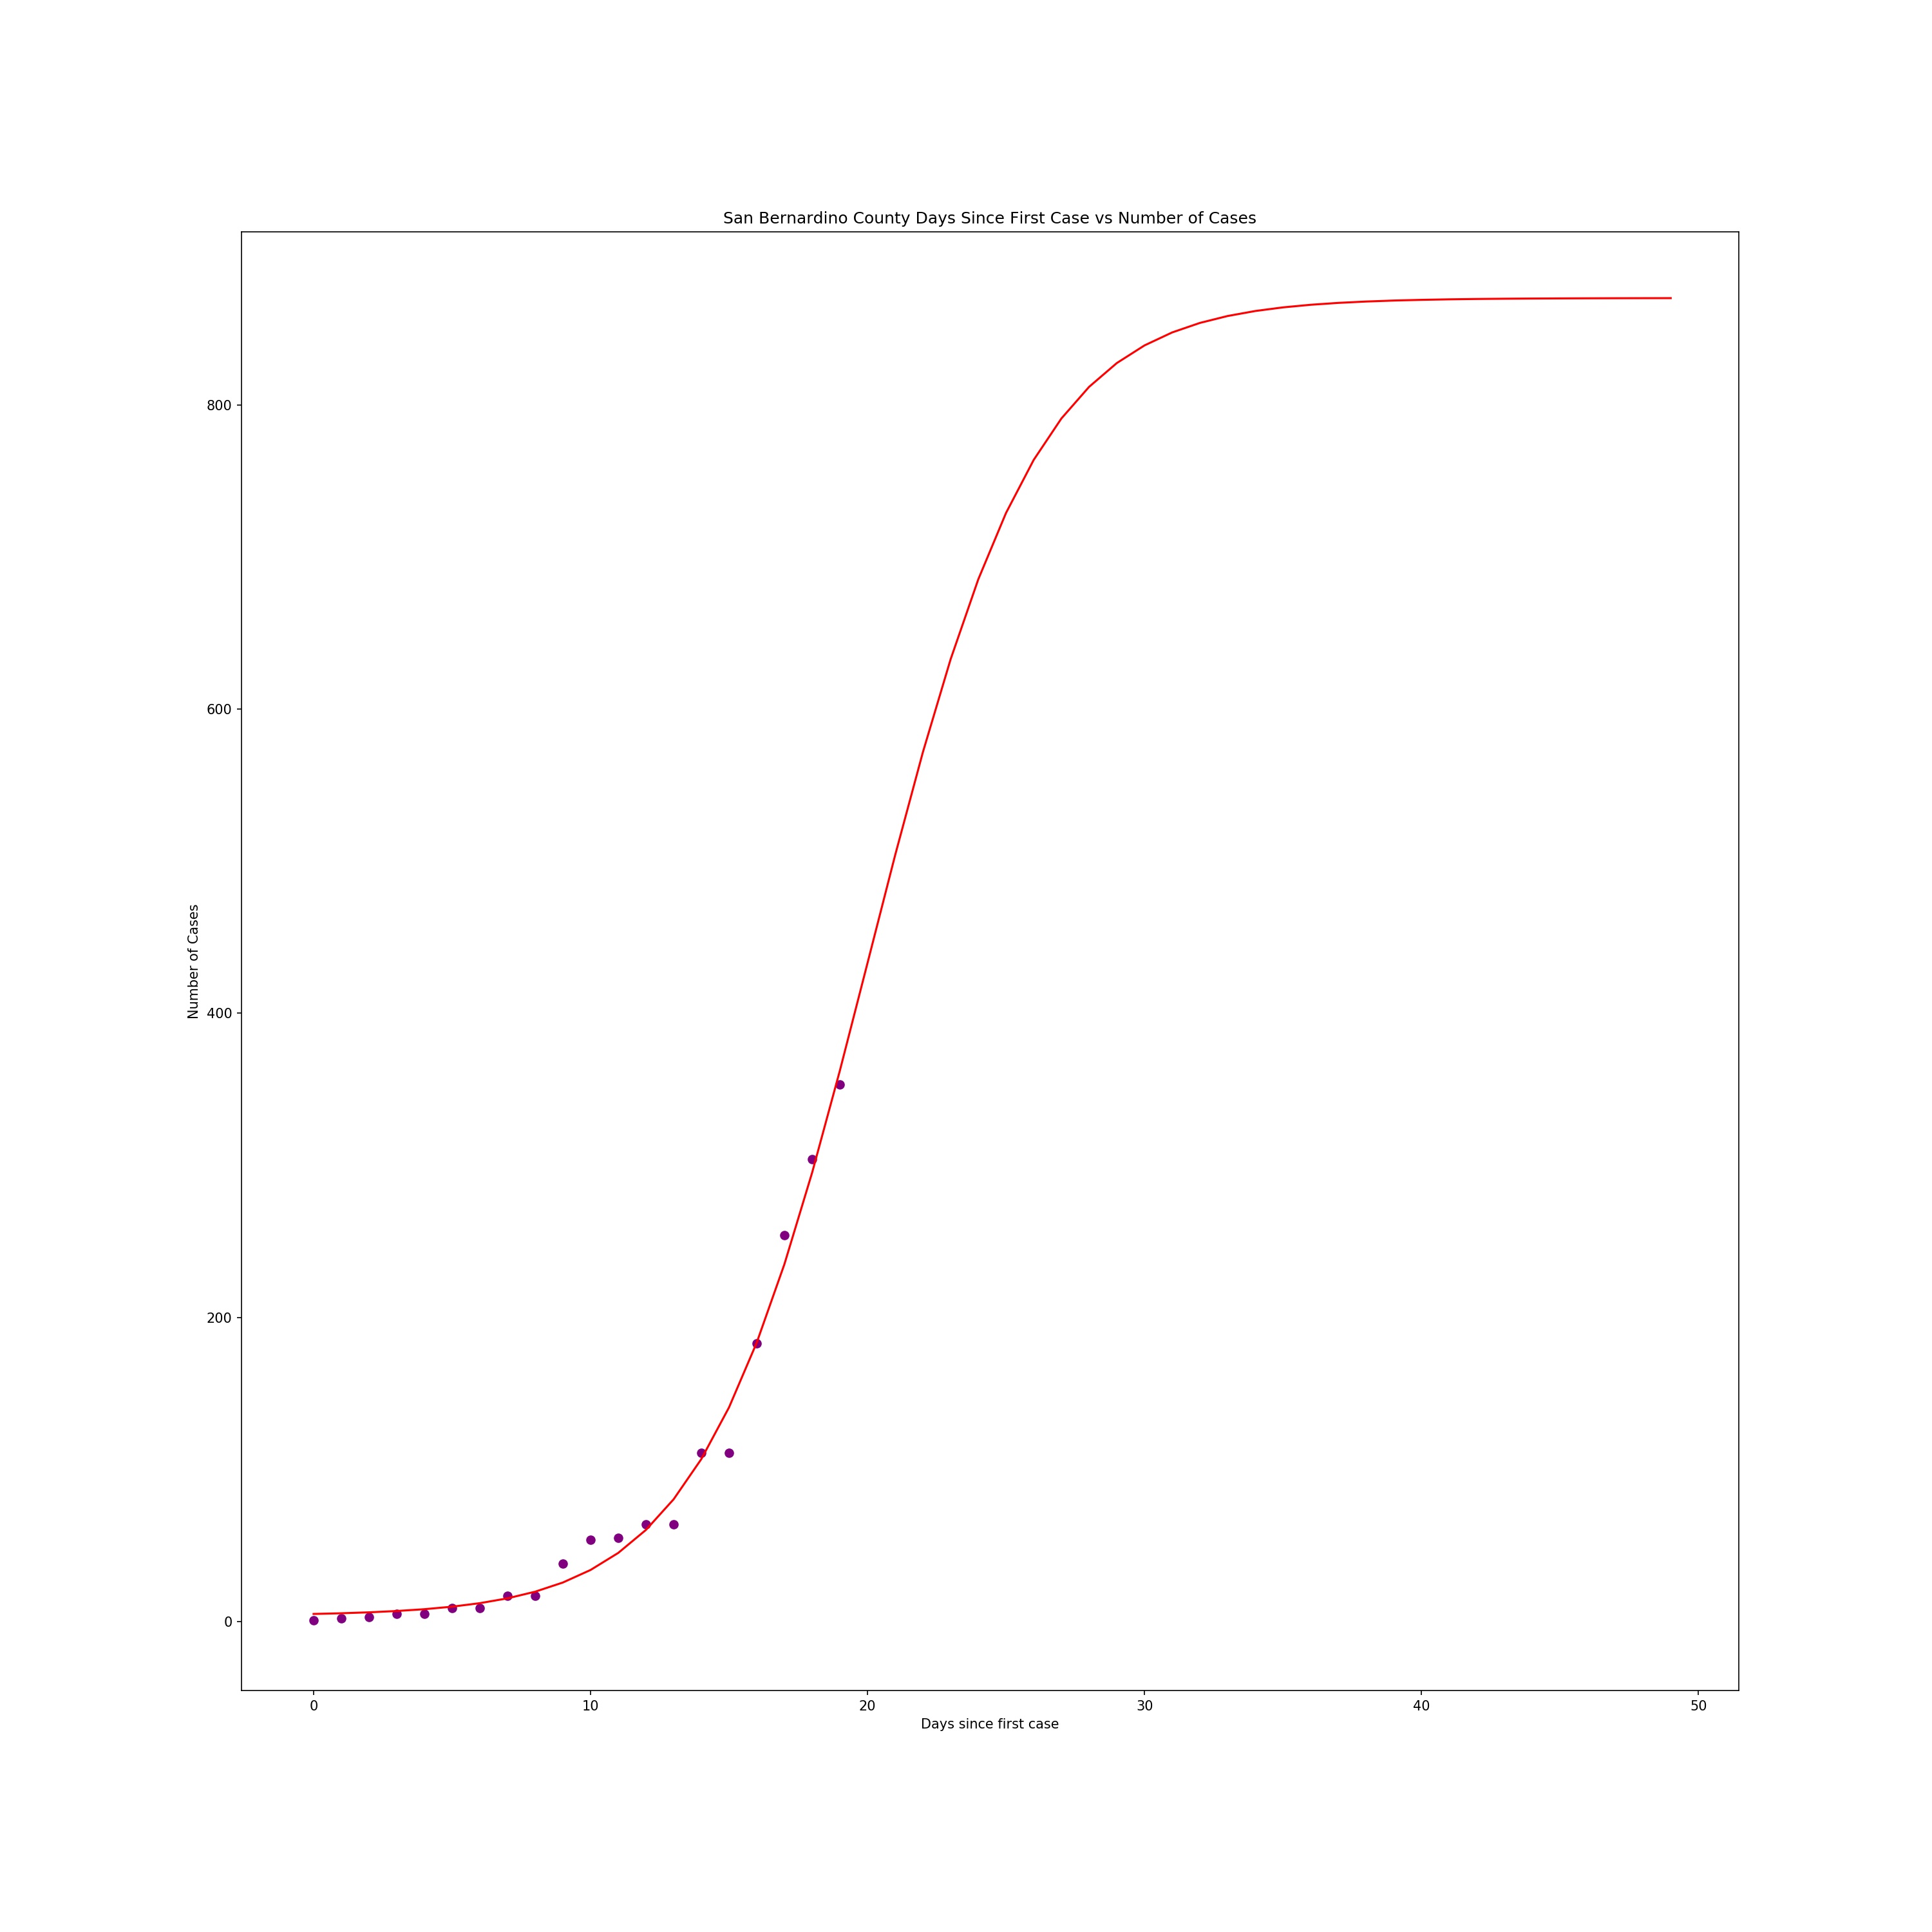 San Bernardino County Days Since First Case vs Number of Cases
Number of Cases
800
600
400
200
0
0 10 20 30 40 50
Days since first case